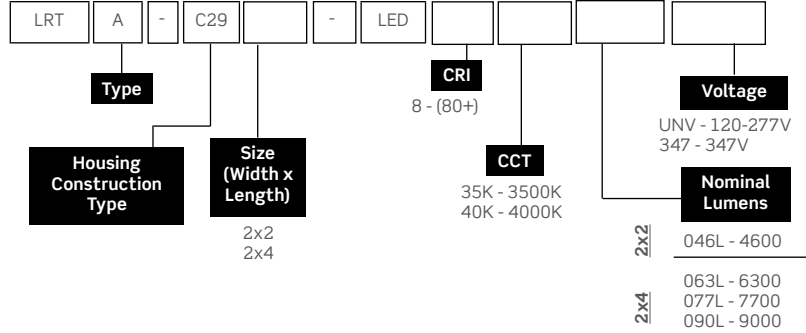 LRT A - C29 - LED
Type
CRI
8 - (80+)
Voltage
UNV - 120-277V
347 - 347V
Housing
Construction
Type
Size
(Width x
Length)
2x2
2x4
CCT
35K - 3500K
40K - 4000K
Nominal
Lumens
2x2
046L - 4600
2x4
063L - 6300
077L - 7700
090L - 9000